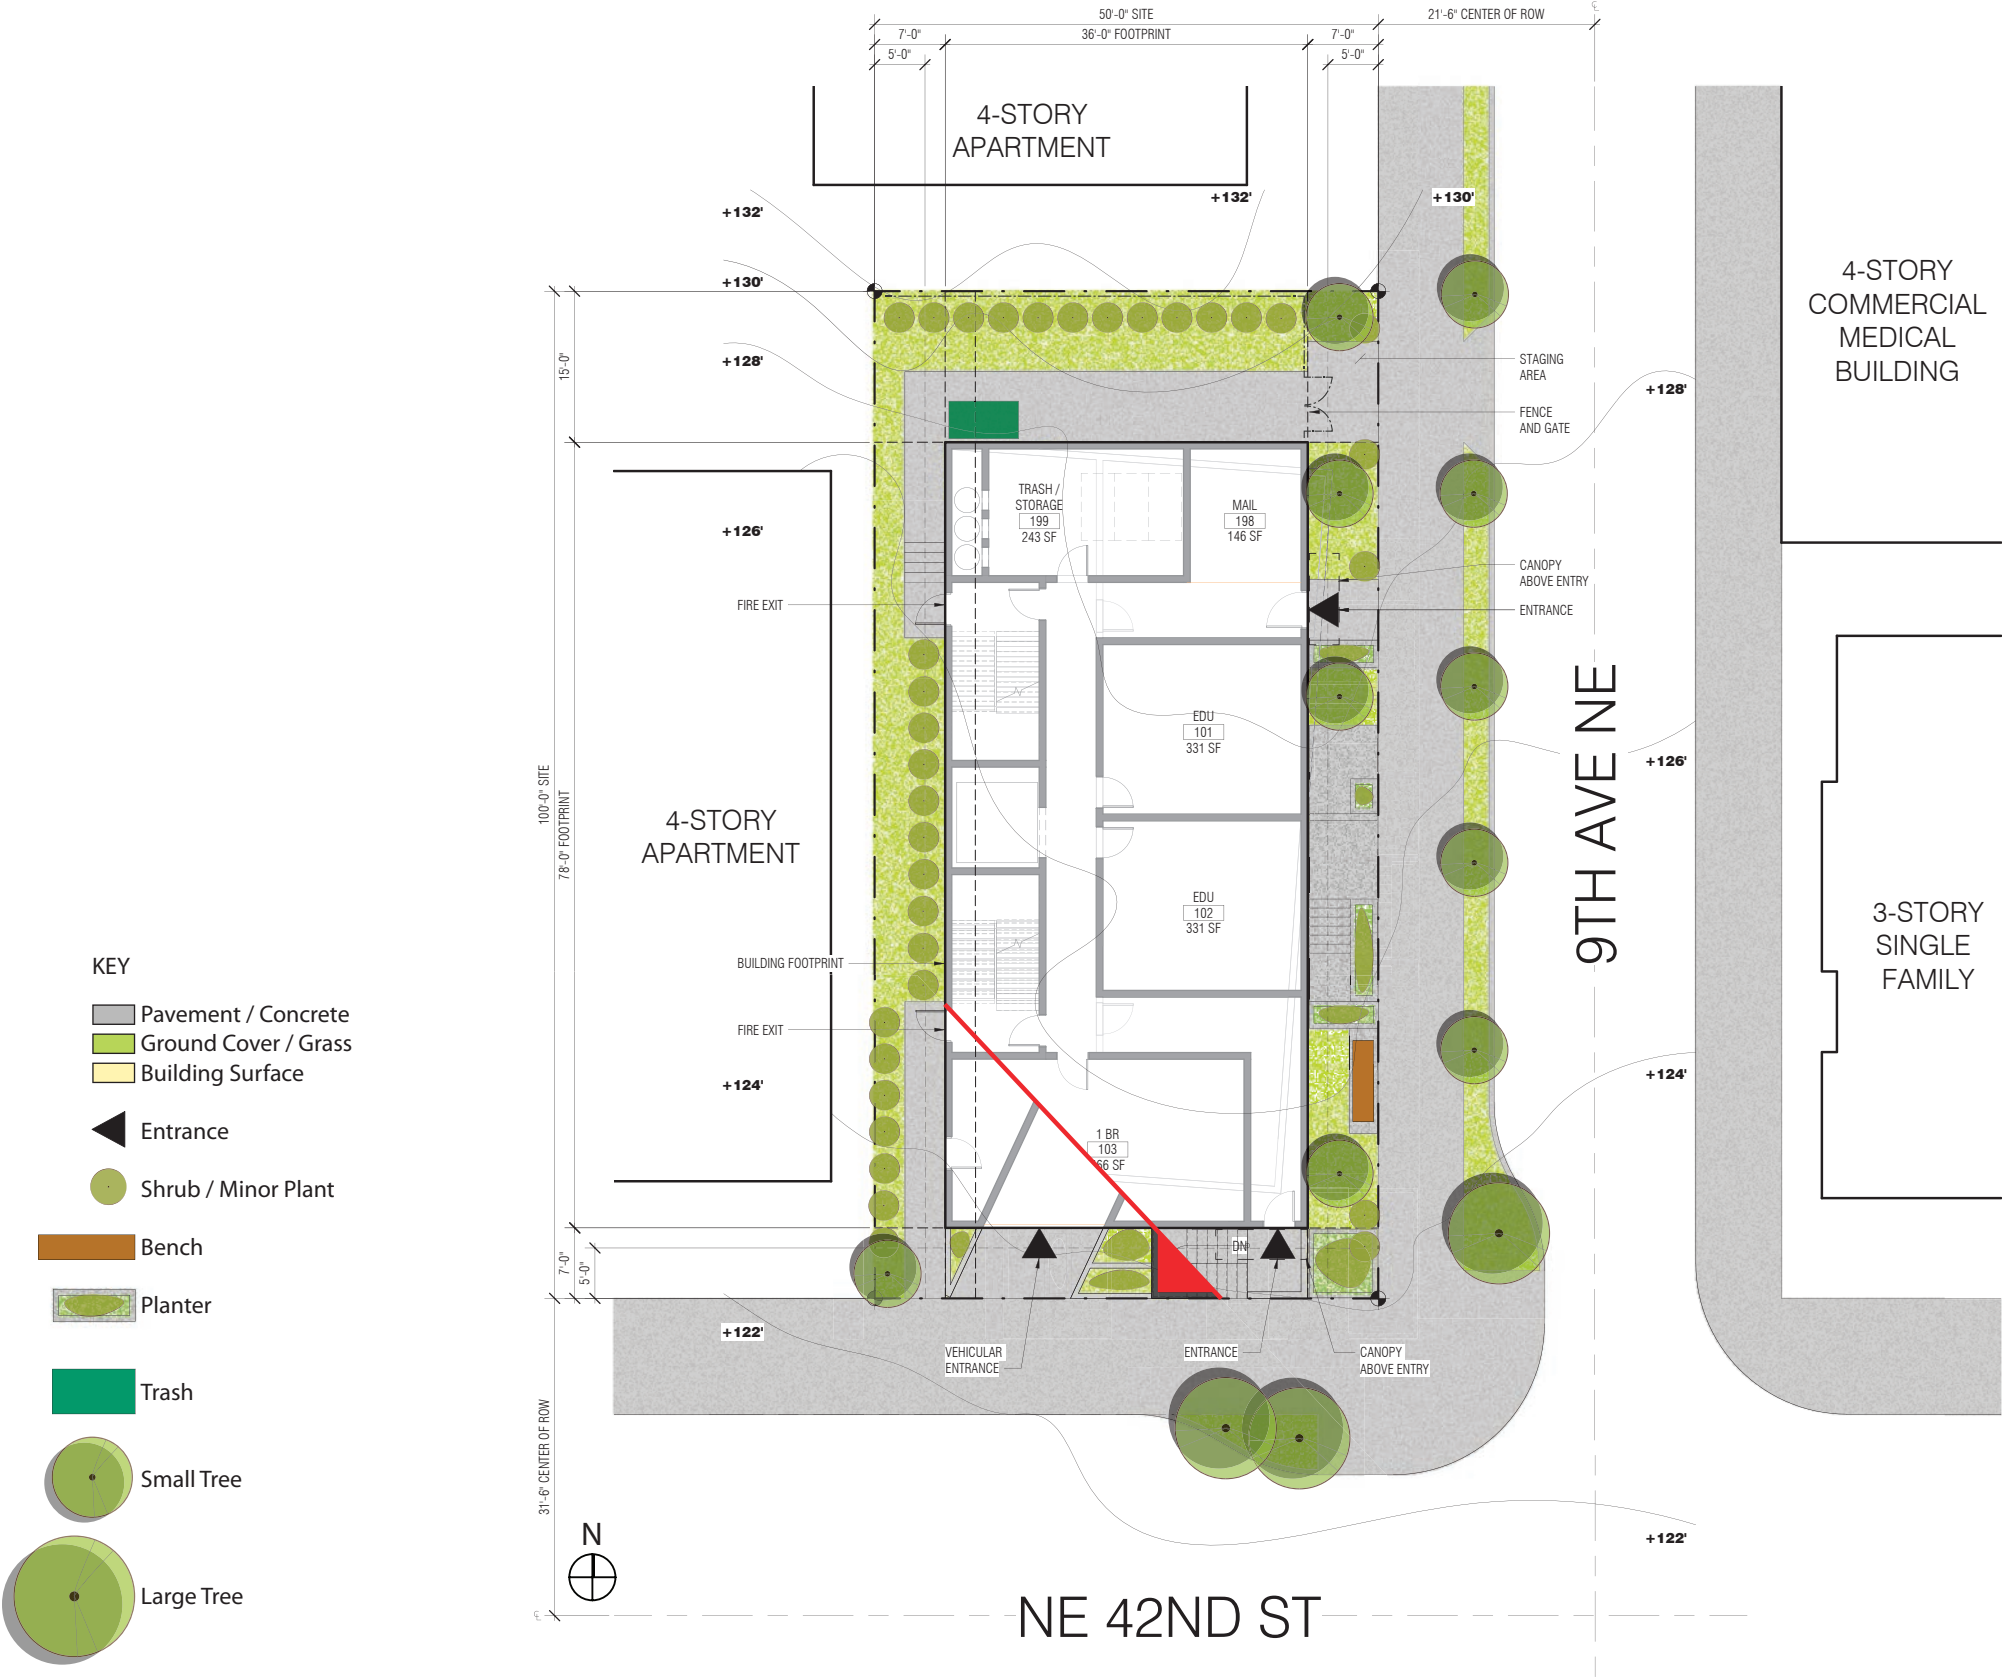 50'-0" SITE
21'-6" CENTER OF ROW
7'-0"
36'-0" FOOTPRINT
7'-0"
5'-0"
5'-0"
4-STORY
APARTMENT
+132'
+132'
+130'
+130'
+128'
15'-0"
4-STORY
COMMERCIAL
MEDICAL
BUILDING
STAGING
AREA
+128'
FENCE
AND GATE
TRASH /
STORAGE
199
243 SF
MAIL
198
146 SF
+126'
CANOPY
ABOVE ENTRY
FIRE EXIT
ENTRANCE
EDU
101
331 SF
9TH AVE NE
+126'
100'-0" SITE
78'-0" FOOTPRINT
4-STORY
APARTMENT
EDU
102
331 SF
3-STORY
SINGLE
FAMILY
BUILDING FOOTPRINT
FIRE EXIT
+124'
+124'
1 BR
103
66 SF
DN
7'-0"
5'-0"
+122'
VEHICULAR
ENTRANCE
ENTRANCE
CANOPY
ABOVE ENTRY
31'-6" CENTER OF ROW
+122'
N
NE 42ND ST
KEY
Pavement / Concrete
Ground Cover / Grass
Building Surface
Entrance
Shrub / Minor Plant
Bench
Planter
Trash
Small Tree
Large Tree